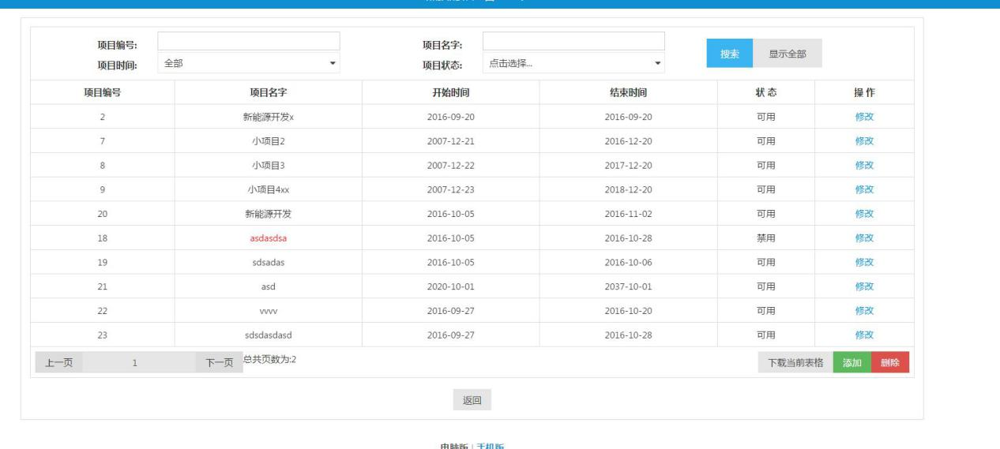 项目编号: 项目名字:
搜索 显示全部
项目时间: 全部 项目状态: 点击选择...
项目编号 项目名字 开始时间 结束时间 状 态 操 作
2 新能源开发x 2016-09-20 2016-09-20 可用 修改
7 小项目2 2007-12-21 2016-12-20 可用 修改
8 小项目3 2007-12-22 2017-12-20 可用 修改
9 小项目4xx 2007-12-23 2018-12-20 可用 修改
20 新能源开发 2016-10-05 2016-11-02 可用 修改
18 asdasdsa 2016-10-05 2016-10-28 禁用 修改
19 sdsadas 2016-10-05 2016-10-06 可用 修改
21 asd 2020-10-01 2037-10-01 可用 修改
22 vvvv 2016-09-27 2016-10-20 可用 修改
23 sdsdasdasd 2016-09-27 2016-10-28 可用 修改
上一页 1 下一页 总共页数为:2 下载当前表格 添加 删除
返回
电脑版 | 手机版